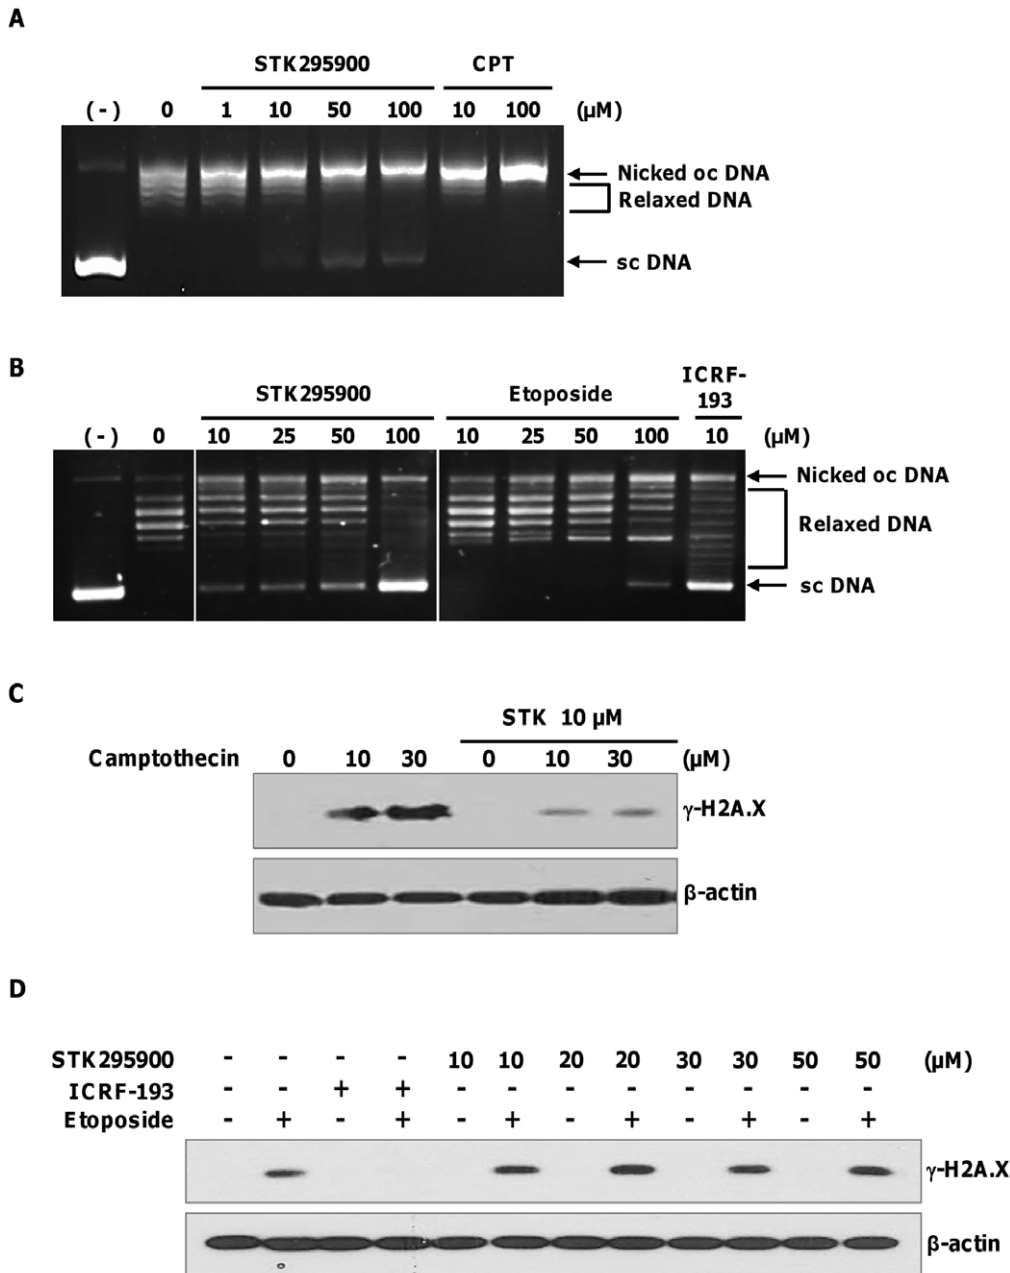 A
STK295900 CPT
(-) 0 1 10 50 100 10 100 (µM)
Nicked oc DNA
Relaxed DNA
sc DNA
B
STK295900 Etoposide ICRF-
193
(-) 0 10 25 50 100 10 25 50 100 10 (µM)
Nicked oc DNA
Relaxed DNA
sc DNA
C
STK 10 µM
Camptothecin 0 10 30 0 10 30 (µM)
γ-H2A.X
β-actin
D
STK295900 - - - - 10 10 20 20 30 30 50 50 (µM)
ICRF-193 - - + + - - - - - - - -
Etoposide - + - + - + - + - + - +
γ-H2A.X
β-actin